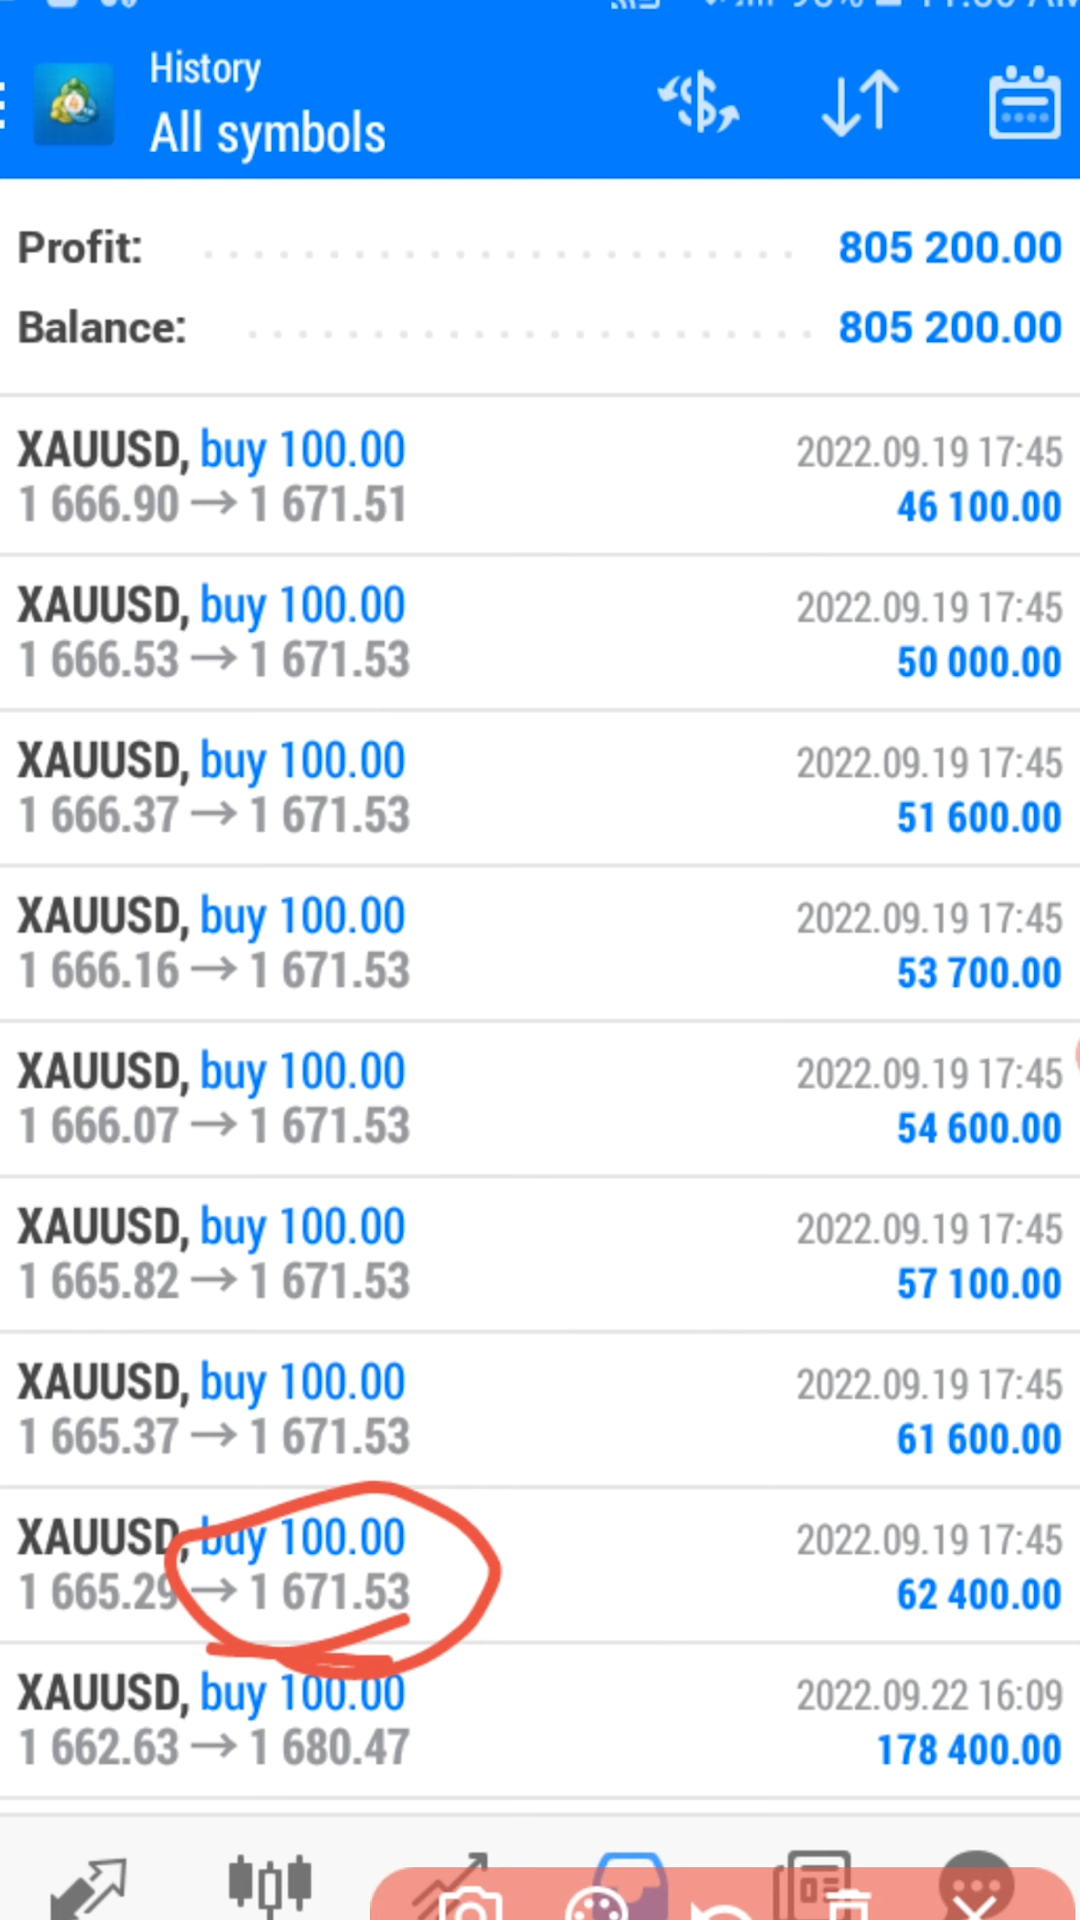 History
All symbols
Profit: 805 200.00
Balance: 805 200.00
XAUUSD, buy 100.00 2022.09.19 17:45
1 666.90 → 1 671.51 46 100.00
XAUUSD, buy 100.00 2022.09.19 17:45
1 666.53 → 1 671.53 50 000.00
XAUUSD, buy 100.00 2022.09.19 17:45
1 666.37 → 1 671.53 51 600.00
XAUUSD, buy 100.00 2022.09.19 17:45
1 666.16 → 1 671.53 53 700.00
XAUUSD, buy 100.00 2022.09.19 17:45
1 666.07 → 1 671.53 54 600.00
XAUUSD, buy 100.00 2022.09.19 17:45
1 665.82 → 1 671.53 57 100.00
XAUUSD, buy 100.00 2022.09.19 17:45
1 665.37 → 1 671.53 61 600.00
XAUUSD, buy 100.00 2022.09.19 17:45
1 665.29 → 1 671.53 62 400.00
XAUUSD, buy 100.00 2022.09.22 16:09
1 662.63 → 1 680.47 178 400.00